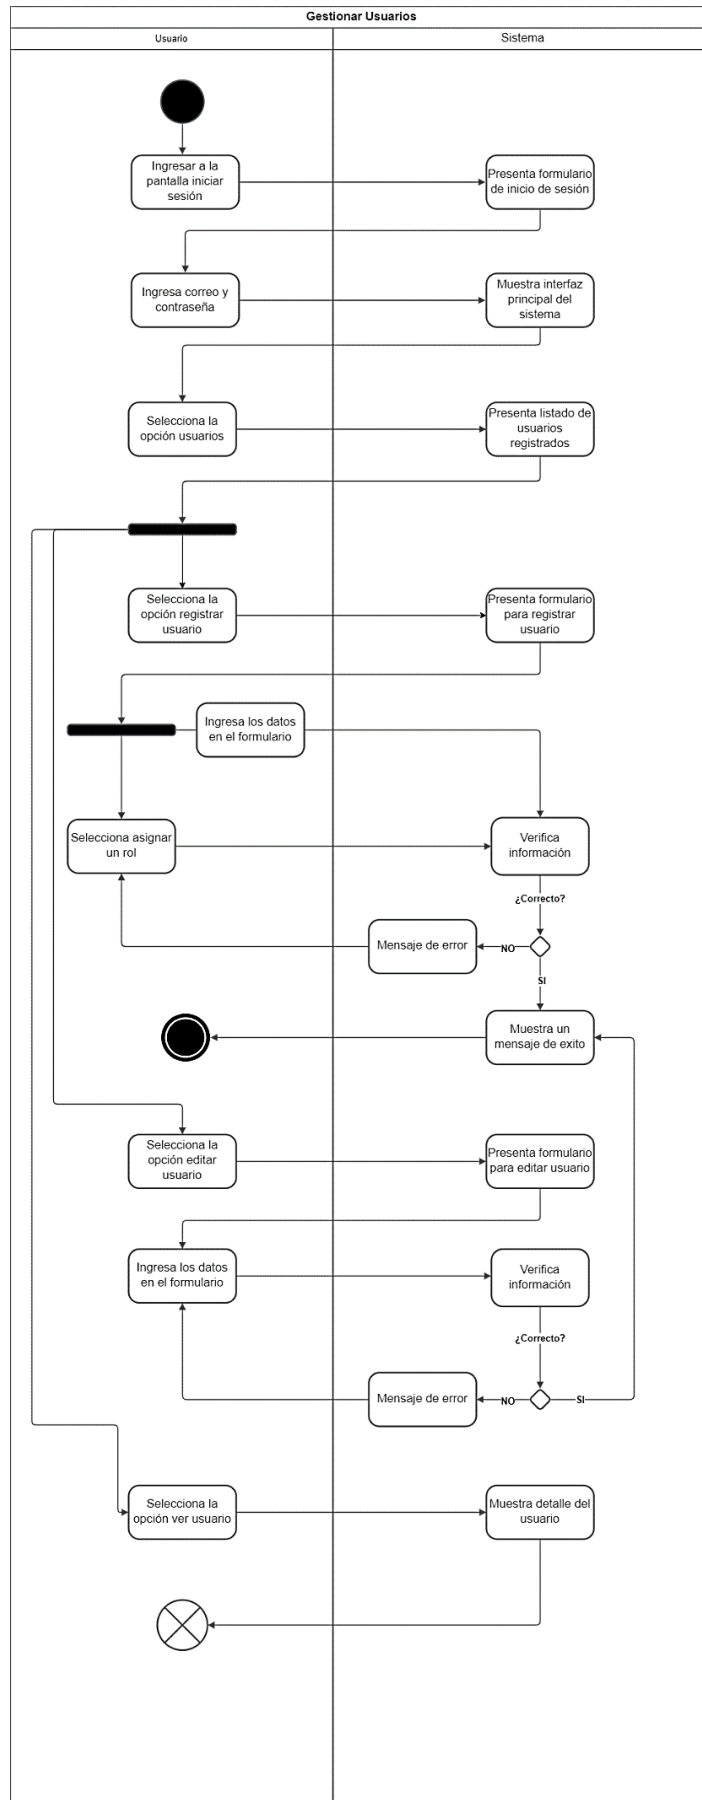 Gestionar Usuarios
Usuario
Sistema
Ingresar a la
pantalla iniciar
sesión
Presenta formulario
de inicio de sesión
Ingresa correo y
contraseña
Muestra interfaz
principal del
sistema
Selecciona la
opción usuarios
Presenta listado de
usuarios
registrados
Selecciona la
opción registrar
usuario
Presenta formulario
para registrar
usuario
Ingresa los datos
en el formulario
Selecciona asignar
un rol
Verifica
información
¿Correcto?
Mensaje de error
NO
SI
Muestra un
mensaje de exito
Selecciona la
opción editar
usuario
Presenta formulario
para editar usuario
Ingresa los datos
en el formulario
Verifica
información
¿Correcto?
Mensaje de error
NO
SI
Selecciona la
opción ver usuario
Muestra detalle del
usuario